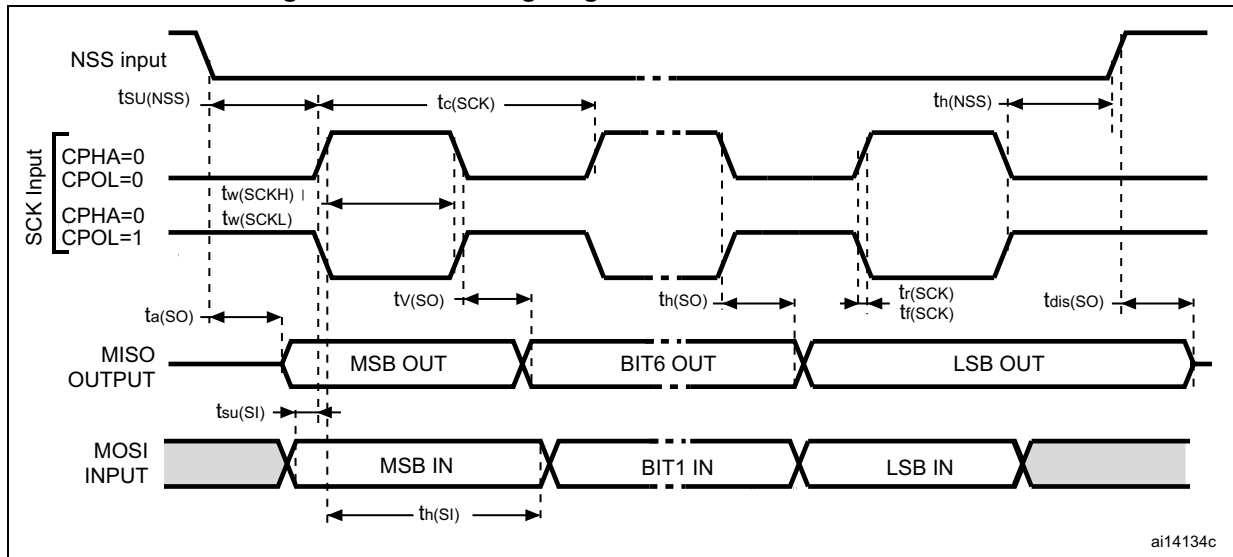 NSS input
tSU(NSS)
tc(SCK)
th(NSS)
SCK Input
CPHA=0
CPOL=0
tw(SCKH)
CPHA=0
tw(SCKL)
CPOL=1
tV(SO)
th(SO)
tr(SCK)
tf(SCK)
tdis(SO)
ta(SO)
MISO
OUTPUT
MSB OUT
BIT6 OUT
LSB OUT
tsu(SI)
MOSI
INPUT
MSB IN
BIT1 IN
LSB IN
th(SI)
ai14134c